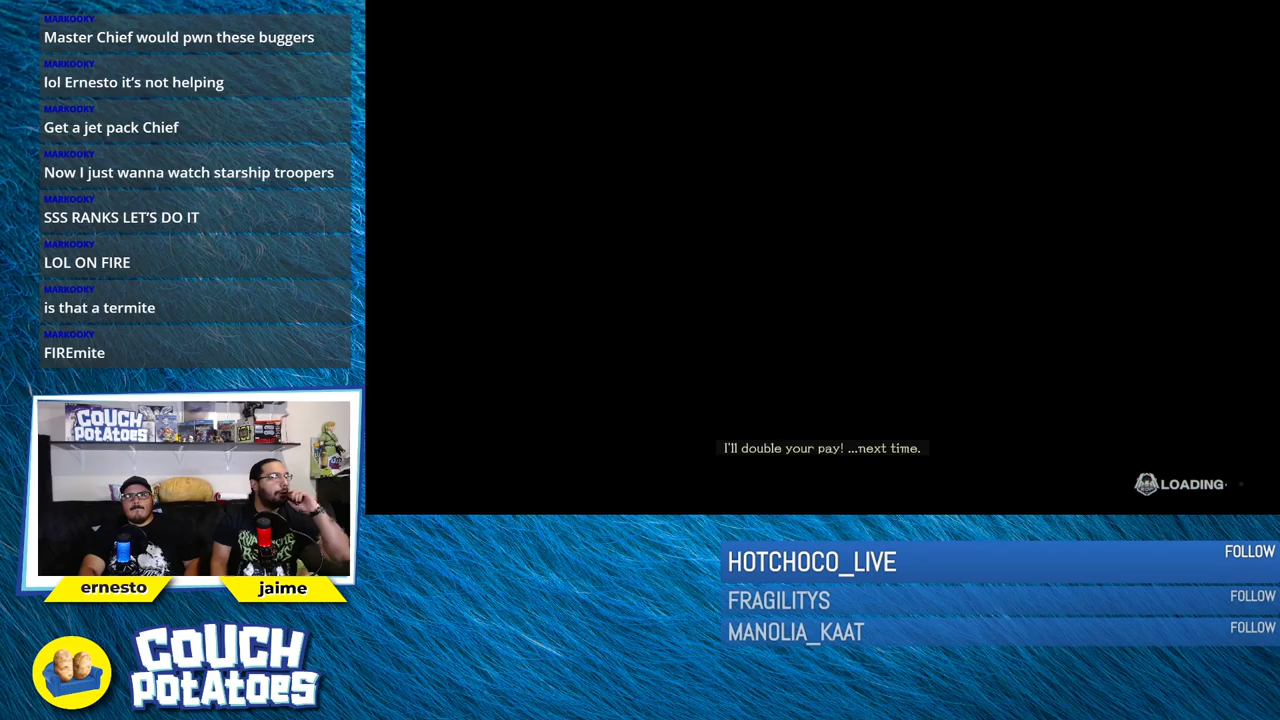 MARKOOKY
Master Chief would pwn these buggers
MARKOOKY
lol Ernesto it's not helping
MARKOOKY
Get a jet pack Chief
MARKOOKY
Now I just wanna watch starship troopers
MARKOOKY
SSS RANKS LET'S DO IT
MARKOOKY
LOL ON FIRE
MARKOOKY
is that a termite
MARKOOKY
FIREmite
COUCH
POTATOES
ernesto
jaime
COUCH
POTATOES
I'll double your pay! ...next time.
LOADING
HOTCHOCO_LIVE FOLLOW
FRAGILITYS FOLLOW
MANOLIA_KAAT FOLLOW